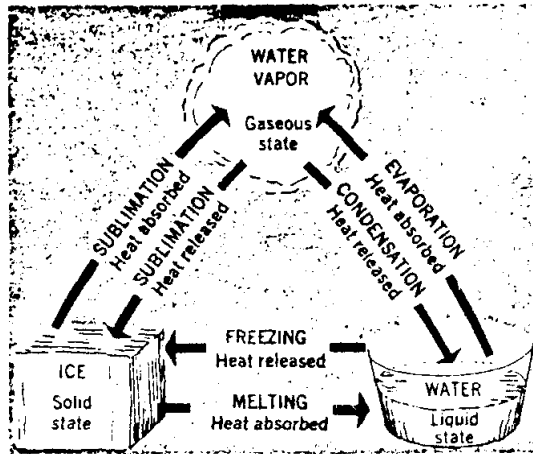 WATER
VAPOR
Gaseous
state
SUBLIMATION
Heat absorbed
SUBLIMATION
Heat released
CONDENSATION
Heat released
EVAPORATION
Heat absorbed
FREEZING
Heat released
ICE
Solid
state
MELTING
Heat absorbed
WATER
Liquid
state